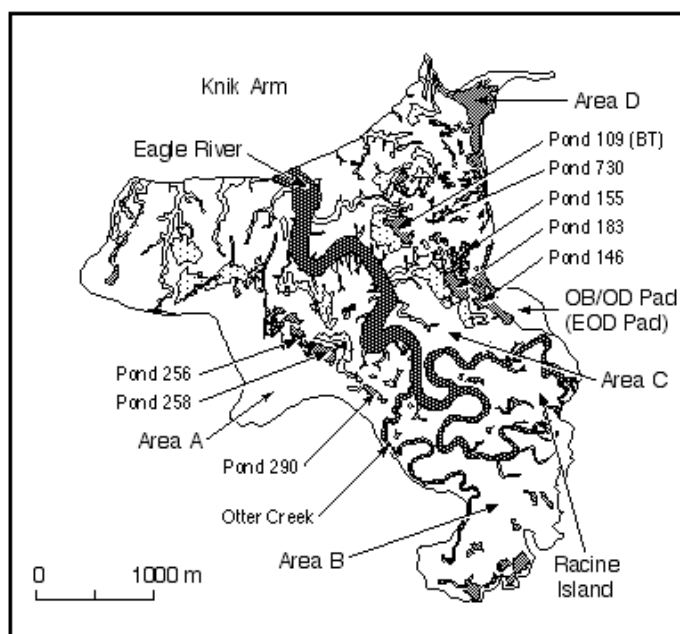 Knik Arm
Area D
Pond 109 (BT)
Eagle River
Pond 730
Pond 155
Pond 183
Pond 146
OB/OD Pad
(EOD Pad)
Pond 256
Area C
Pond 258
Area A
Pond 290
Otter Creek
Area B
Racine
Island
0 1000 m